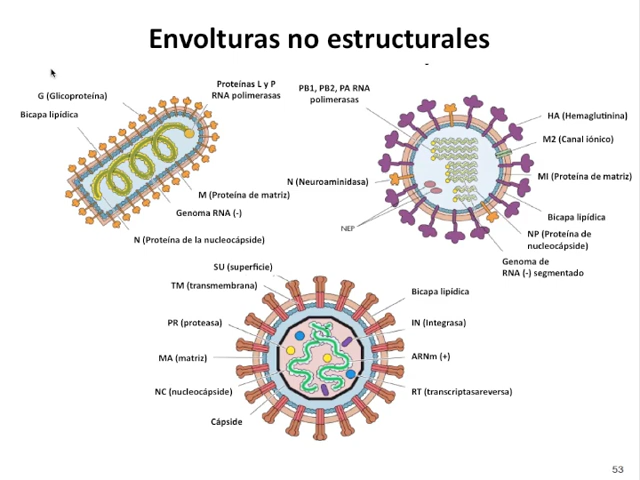 Envolturas no estructurales
G (Glicoproteína)
Bicapa lipídica
Proteínas L y P
RNA polimerasas
M (Proteína de matriz)
Genoma RNA (-)
N (Proteína de la nucleocápside)
PB1, PB2, PA RNA
polimerasas
N (Neuroaminidasa)
NEP
HA (Hemaglutinina)
M2 (Canal iónico)
MI (Proteína de matriz)
Bicapa lipídica
NP (Proteína de
nucleocápside)
Genoma de
RNA (-) segmentado
SU (superficie)
TM (transmembrana)
PR (proteasa)
MA (matriz)
NC (nucleocápside)
Cápside
Bicapa lipídica
IN (Integrasa)
ARNm (+)
RT (transcriptasareversa)
53